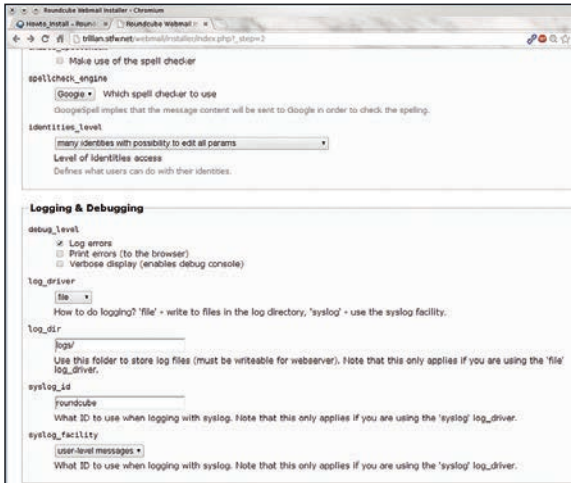 Roundcube Webmail Installer - Chromium
Howto_Install - Round
Roundcube Webmail In
trillian.stfw.net/webmail/installer/index.php?_step=2
Make use of the spell checker
spellcheck_engine
Google Which spell checker to use
GoogieSpell implies that the message content will be sent to Google in order to check the spelling.
identities_level
many identities with possibility to edit all params
Level of identities access
Defines what users can do with their identities.
Logging & Debugging
debug_level
Log errors
Print errors (to the browser)
Verbose display (enables debug console)
log_driver
file
How to do logging? 'file' - write to files in the log directory, 'syslog' - use the syslog facility.
log_dir
logs/
Use this folder to store log files (must be writeable for webserver). Note that this only applies if you are using the 'file'
log_driver.
syslog_id
roundcube
What ID to use when logging with syslog. Note that this only applies if you are using the 'syslog' log_driver.
syslog_facility
user-level messages
What ID to use when logging with syslog. Note that this only applies if you are using the 'syslog' log_driver.